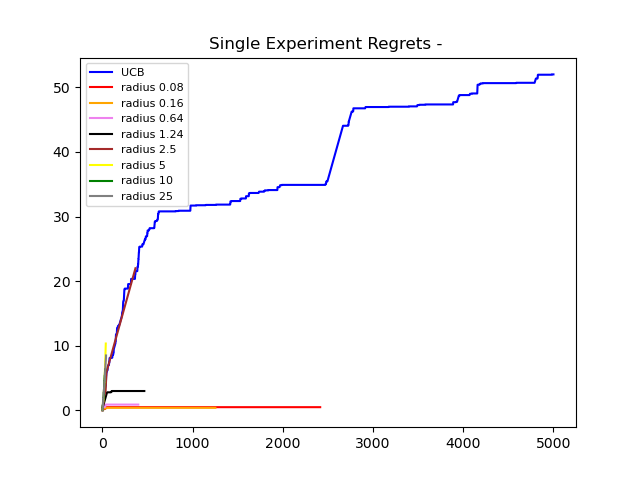 Single Experiment Regrets -
UCB
radius 0.08
radius 0.16
radius 0.64
radius 1.24
radius 2.5
radius 5
radius 10
radius 25
50
40
30
20
10
0
0 1000 2000 3000 4000 5000